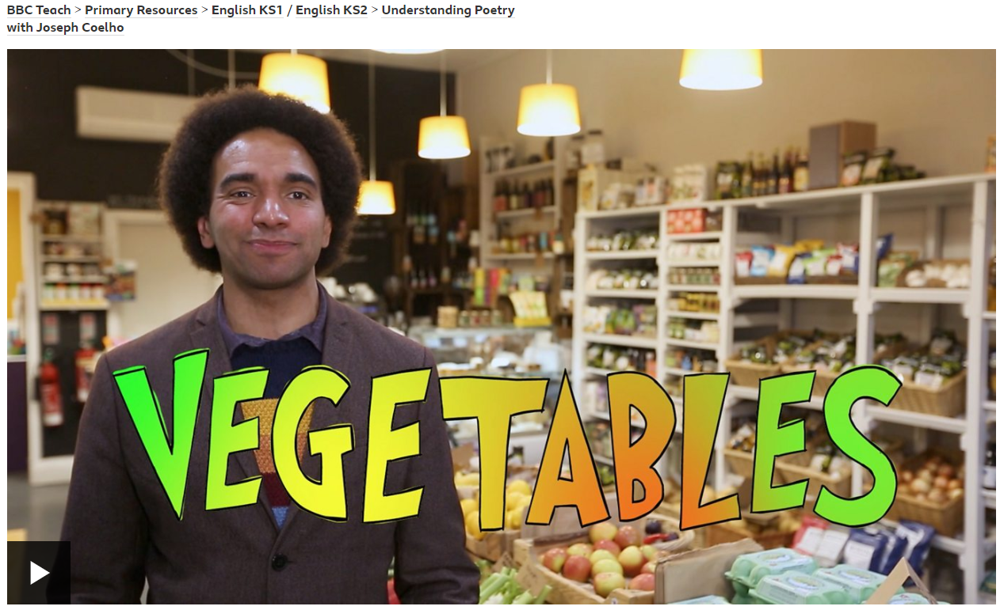 BBC Teach > Primary Resources > English KS1 / English KS2 > Understanding Poetry
with Joseph Coelho
VEGETABLES